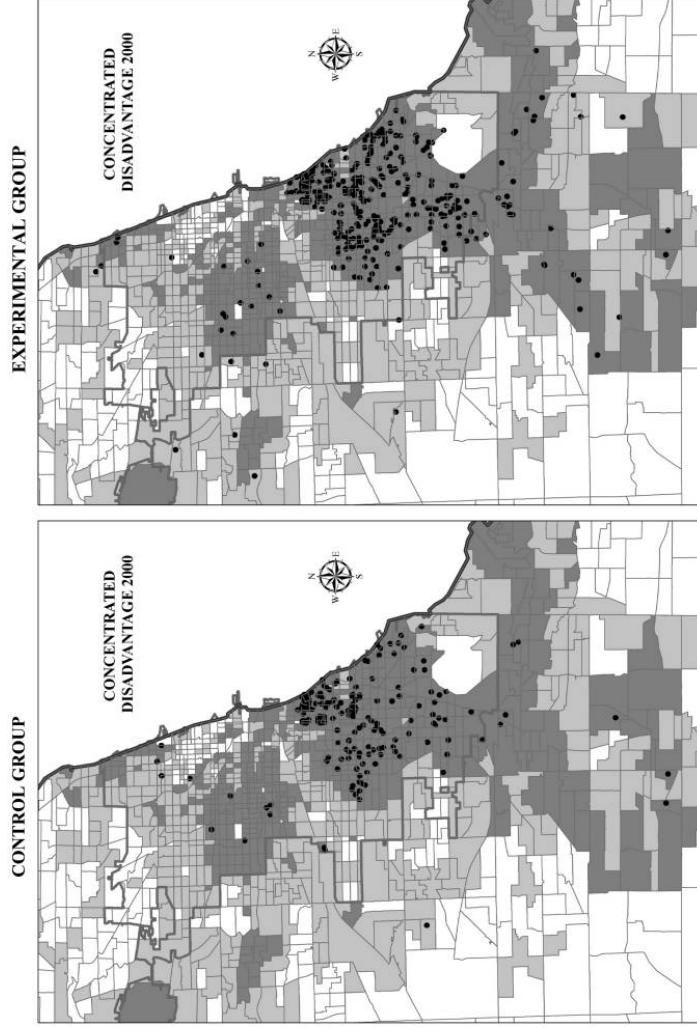 EXPERIMENTAL GROUP
CONCENTRATED
DISADVANTAGE 2000
N
W E
S
CONTROL GROUP
CONCENTRATED
DISADVANTAGE 2000
N
W E
S